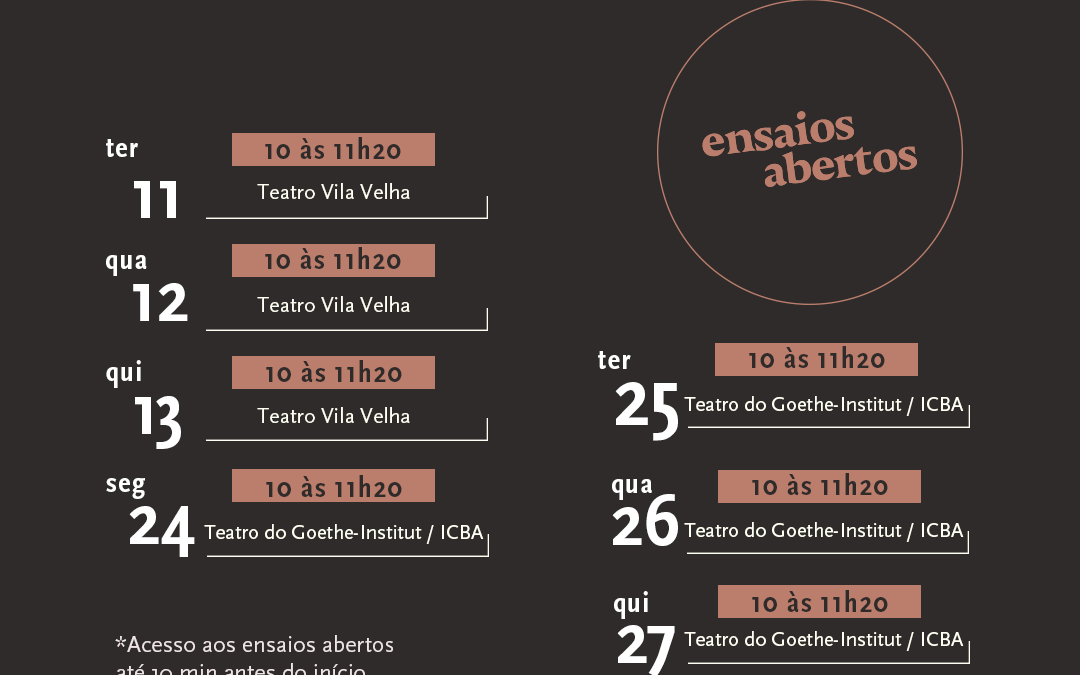 ter
10 às 11h20
11
Teatro Vila Velha
qua
10 às 11h20
12
Teatro Vila Velha
qui
10 às 11h20
13
Teatro Vila Velha
seg
10 às 11h20
24
Teatro do Goethe-Institut / ICBA
*Acesso aos ensaios abertos
até 10 min antes do início
ensaios
abertos
ter
10 às 11h20
25
Teatro do Goethe-Institut / ICBA
qua
10 às 11h20
26
Teatro do Goethe-Institut / ICBA
qui
10 às 11h20
27
Teatro do Goethe-Institut / ICBA